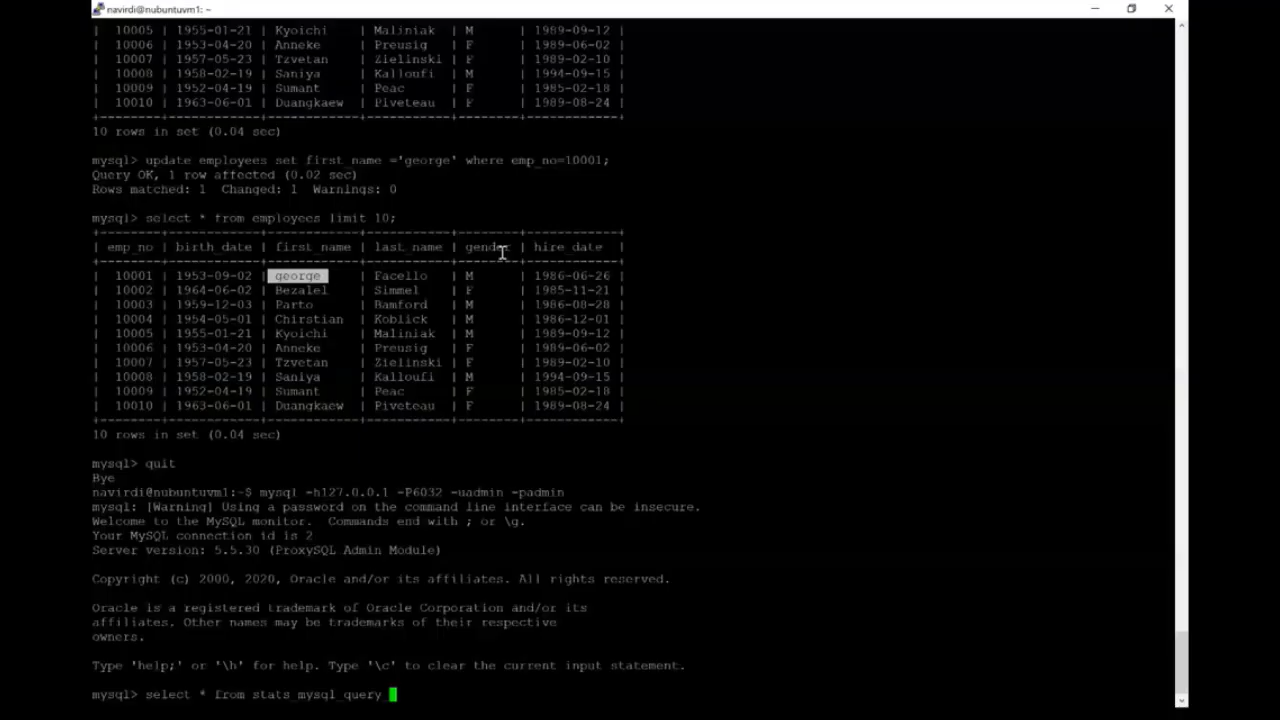 navirdi@nubuntuvm1: ~
| 10005 | 1955-01-21 | Kyoichi | Maliniak | M | 1989-09-12 |
| 10006 | 1953-04-20 | Anneke | Preusig | F | 1989-06-02 |
| 10007 | 1957-05-23 | Tzvetan | Zielinski | F | 1989-02-10 |
| 10008 | 1958-02-19 | Saniya | Kalloufi | M | 1994-09-15 |
| 10009 | 1952-04-19 | Sumant | Peac | F | 1985-02-18 |
| 10010 | 1963-06-01 | Duangkaew | Piveteau | F | 1989-08-24 |
+--------+------------+------------+-----------+--------+------------+
10 rows in set (0.04 sec)
mysql> update employees set first_name ='george' where emp_no=10001;
Query OK, 1 row affected (0.02 sec)
Rows matched: 1 Changed: 1 Warnings: 0
mysql> select * from employees limit 10;
+--------+------------+------------+-----------+--------+------------+
| emp_no | birth_date | first_name | last_name | gender | hire_date |
+--------+------------+------------+-----------+--------+------------+
| 10001 | 1953-09-02 | george | Facello | M | 1986-06-26 |
| 10002 | 1964-06-02 | Bezalel | Simmel | F | 1985-11-21 |
| 10003 | 1959-12-03 | Parto | Bamford | M | 1986-08-28 |
| 10004 | 1954-05-01 | Chirstian | Koblick | M | 1986-12-01 |
| 10005 | 1955-01-21 | Kyoichi | Maliniak | M | 1989-09-12 |
| 10006 | 1953-04-20 | Anneke | Preusig | F | 1989-06-02 |
| 10007 | 1957-05-23 | Tzvetan | Zielinski | F | 1989-02-10 |
| 10008 | 1958-02-19 | Saniya | Kalloufi | M | 1994-09-15 |
| 10009 | 1952-04-19 | Sumant | Peac | F | 1985-02-18 |
| 10010 | 1963-06-01 | Duangkaew | Piveteau | F | 1989-08-24 |
+--------+------------+------------+-----------+--------+------------+
10 rows in set (0.04 sec)
mysql> quit
Bye
navirdi@nubuntuvm1:~$ mysql -h127.0.0.1 -P6032 -uadmin -padmin
mysql: [Warning] Using a password on the command line interface can be insecure.
Welcome to the MySQL monitor. Commands end with ; or \g.
Your MySQL connection id is 2
Server version: 5.5.30 (ProxySQL Admin Module)
Copyright (c) 2000, 2020, Oracle and/or its affiliates. All rights reserved.
Oracle is a registered trademark of Oracle Corporation and/or its
affiliates. Other names may be trademarks of their respective
owners.
Type 'help;' or '\h' for help. Type '\c' to clear the current input statement.
mysql> select * from stats_mysql_query_